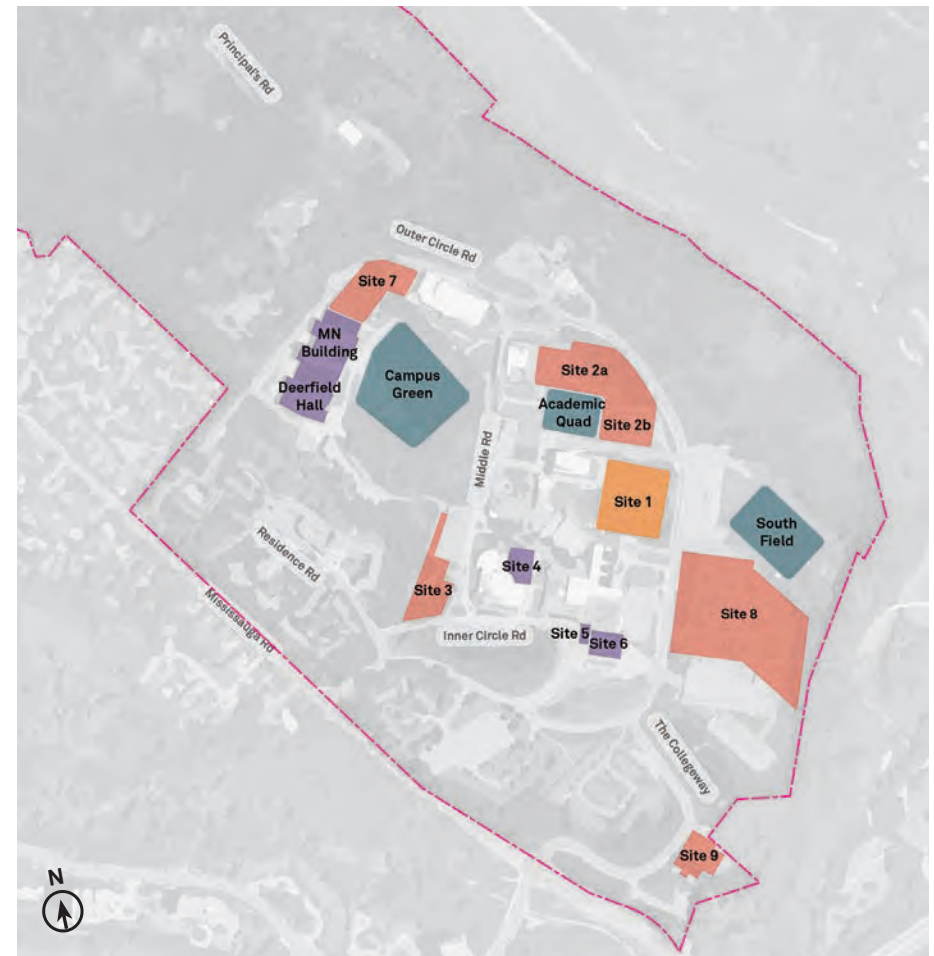 Principal's Rd
Outer Circle Rd
Site 7
MN
Building
Deerfield
Hall
Campus
Green
Site 2a
Academic
Quad
Site 2b
Middle Rd
Site 1
South
Field
Residence Rd
Site 4
Site 3
Mississauga Rd
Site 8
Inner Circle Rd
Site 5
Site 6
The Collegeway
Site 9
N